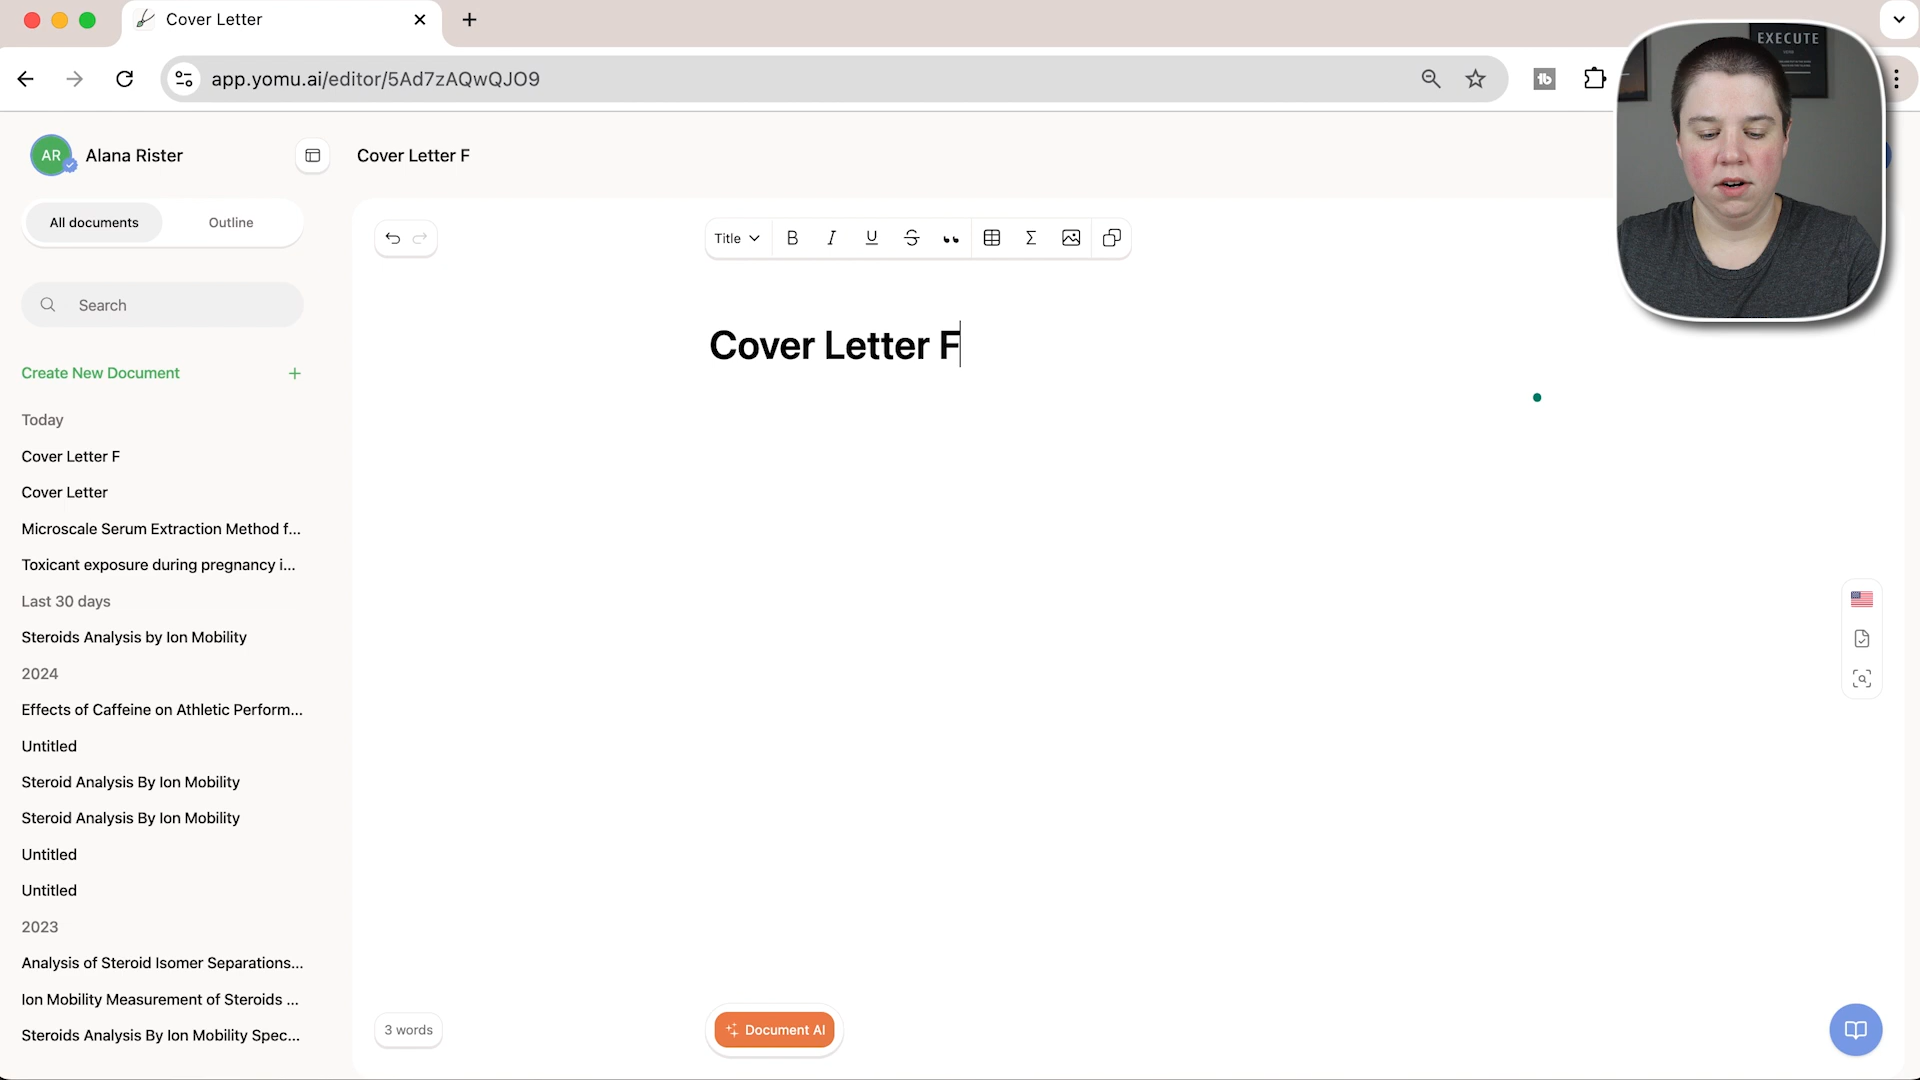 Cover Letter
app.yomu.ai/editor/5Ad7zAQwQJO9
EXECUTE
AR
Alana Rister
Cover Letter F
All documents
Outline
Title
B
I
U
S
Search
Cover Letter F
Create New Document
Today
Cover Letter F
Cover Letter
Microscale Serum Extraction Method f...
Toxicant exposure during pregnancy i...
Last 30 days
Steroids Analysis by Ion Mobility
2024
Effects of Caffeine on Athletic Perform...
Untitled
Steroid Analysis By Ion Mobility
Steroid Analysis By Ion Mobility
Untitled
Untitled
2023
Analysis of Steroid Isomer Separations...
Ion Mobility Measurement of Steroids ...
Steroids Analysis By Ion Mobility Spec...
3 words
Document AI